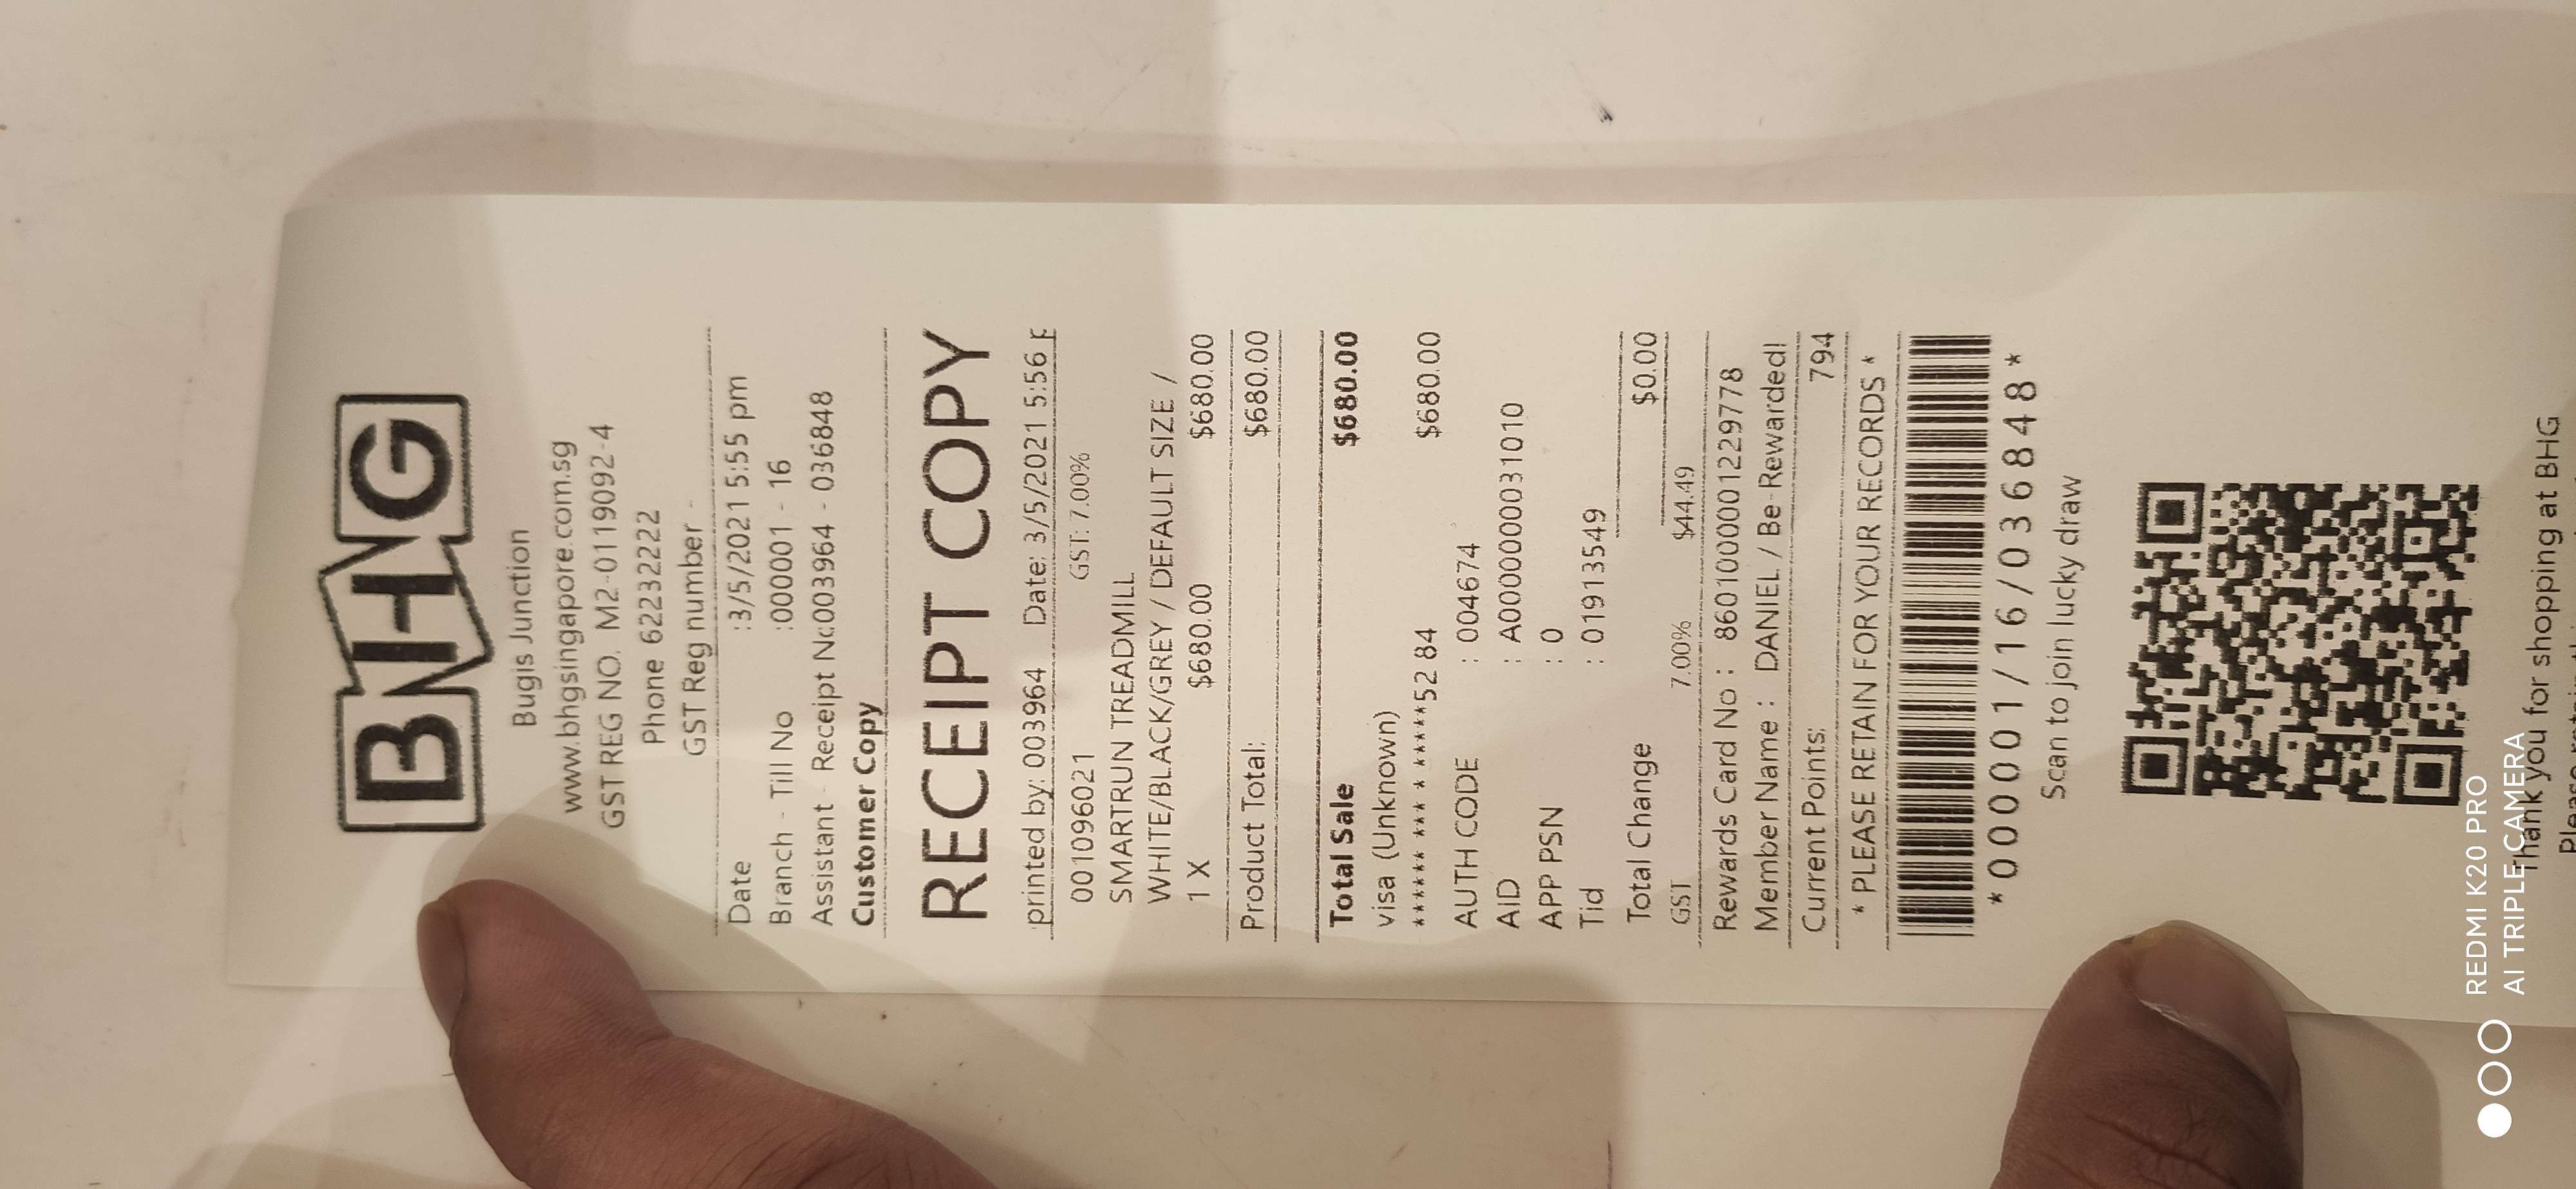 BHG
Bugis Junction
www.bhgsingapore.com.sg
GST REG NO. M2-0119092-4
Phone 62232222
GST Reg number -
Date :3/5/2021 5:55 pm
Branch - Till No :000001 - 16
Assistant - Receipt No:003964 - 036848
Customer Copy
RECEIPT COPY
printed by: 003964 Date: 3/5/2021 5:56 p
GST: 7.00%
001096021
SMARTRUN TREADMILL
WHITE/BLACK/GREY / DEFAULT SIZE /
1 X $680.00 $680.00
Product Total: $680.00
Total Sale $680.00
Visa (Unknown)
****** *** * *****52 84 $680.00
AUTH CODE : 004674
AID : A0000000031010
APP PSN : 0
Tid : 01913549
Total Change $0.00
GST 7.00% $44.49
Rewards Card No : 8601000001229778
Member Name : DANIEL / Be-Rewarded!
Current Points: 794
* PLEASE RETAIN FOR YOUR RECORDS *
*000001/16/036848*
Scan to join lucky draw
Thank you for shopping at BHG
REDMI K20 PRO
AI TRIPLE CAMERA